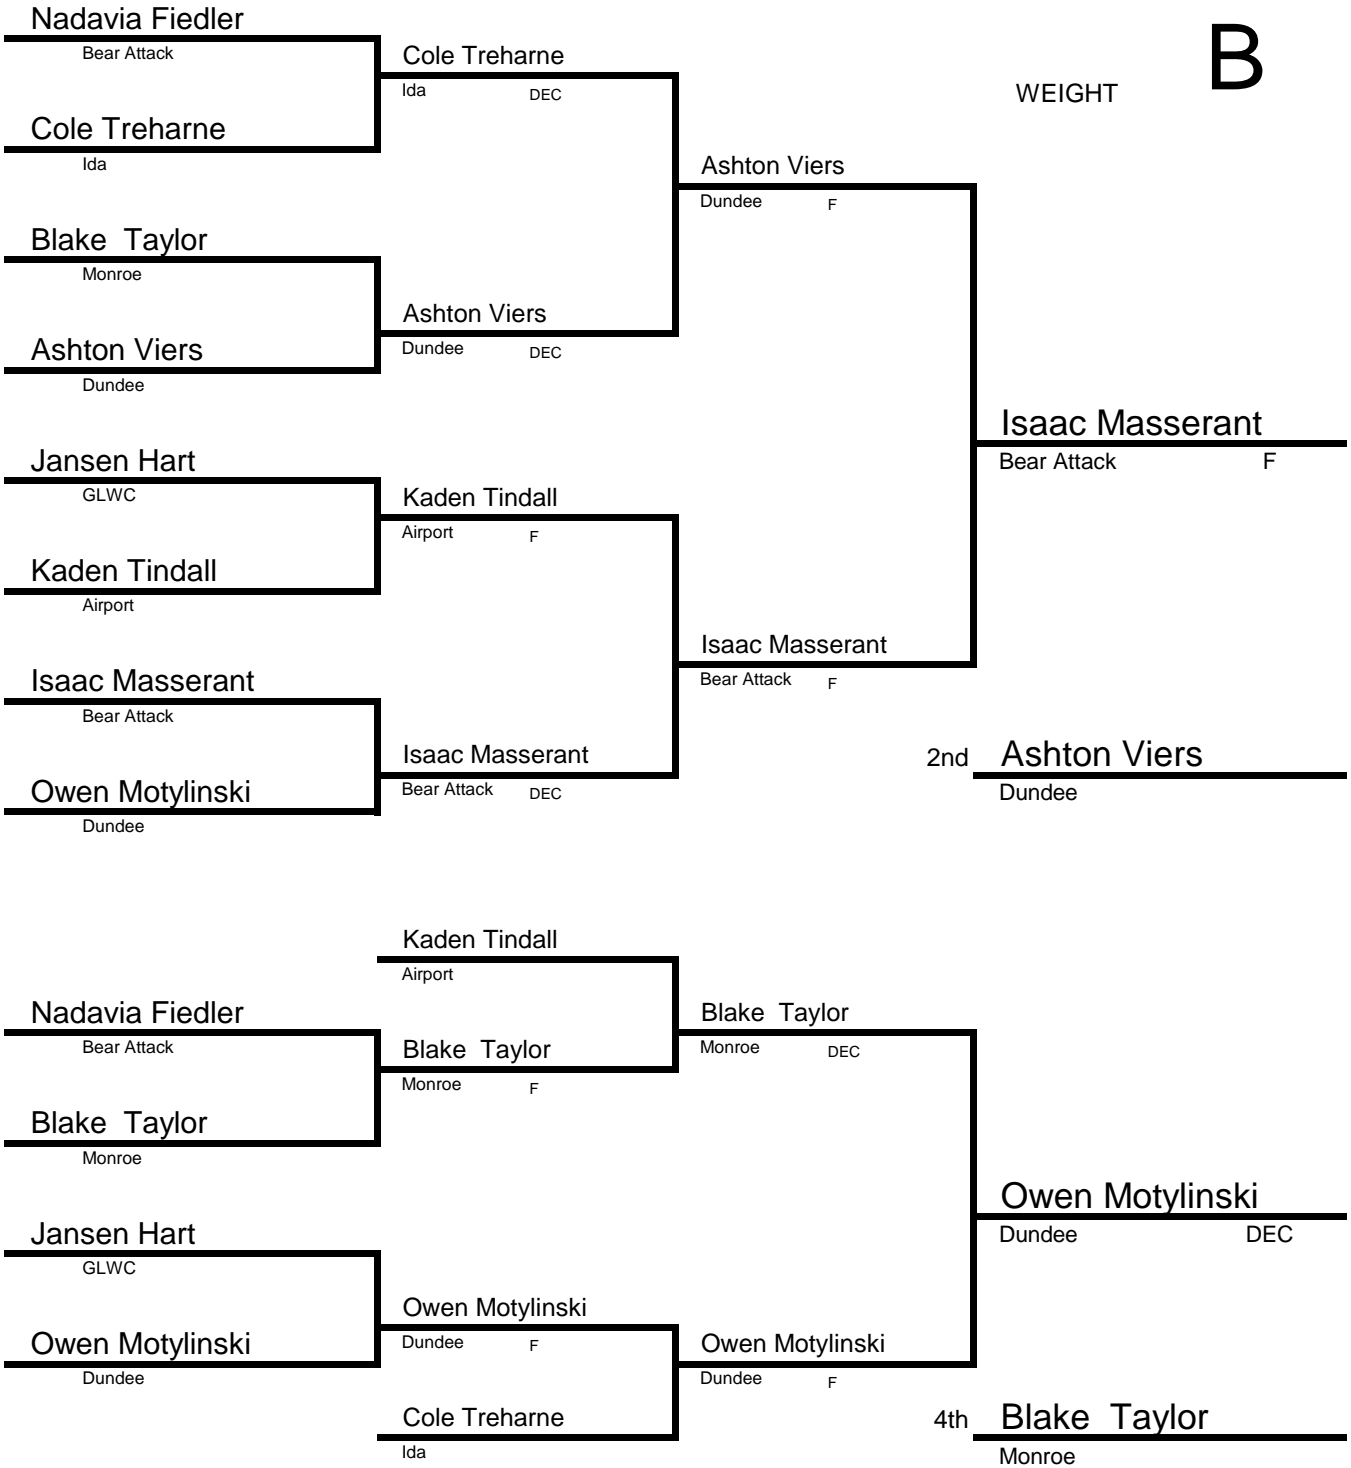 Nadavia Fiedler
Bear Attack
Cole Treharne
Ida DEC
B
WEIGHT
Cole Treharne
Ida
Ashton Viers
Dundee F
Blake  Taylor
Monroe
Ashton Viers
Dundee DEC
Ashton Viers
Dundee
Isaac Masserant
Bear Attack F
Jansen Hart
GLWC
Kaden Tindall
Airport F
Kaden Tindall
Airport
Isaac Masserant
Bear Attack F
Isaac Masserant
Bear Attack
Isaac Masserant
Bear Attack DEC
2nd Ashton Viers
Dundee
Owen Motylinski
Dundee
Kaden Tindall
Airport
Nadavia Fiedler
Bear Attack
Blake  Taylor
Monroe DEC
Blake  Taylor
Monroe F
Blake  Taylor
Monroe
Owen Motylinski
Dundee DEC
Jansen Hart
GLWC
Owen Motylinski
Dundee F
Owen Motylinski
Dundee
Owen Motylinski
Dundee F
Cole Treharne
Ida
4th Blake  Taylor
Monroe